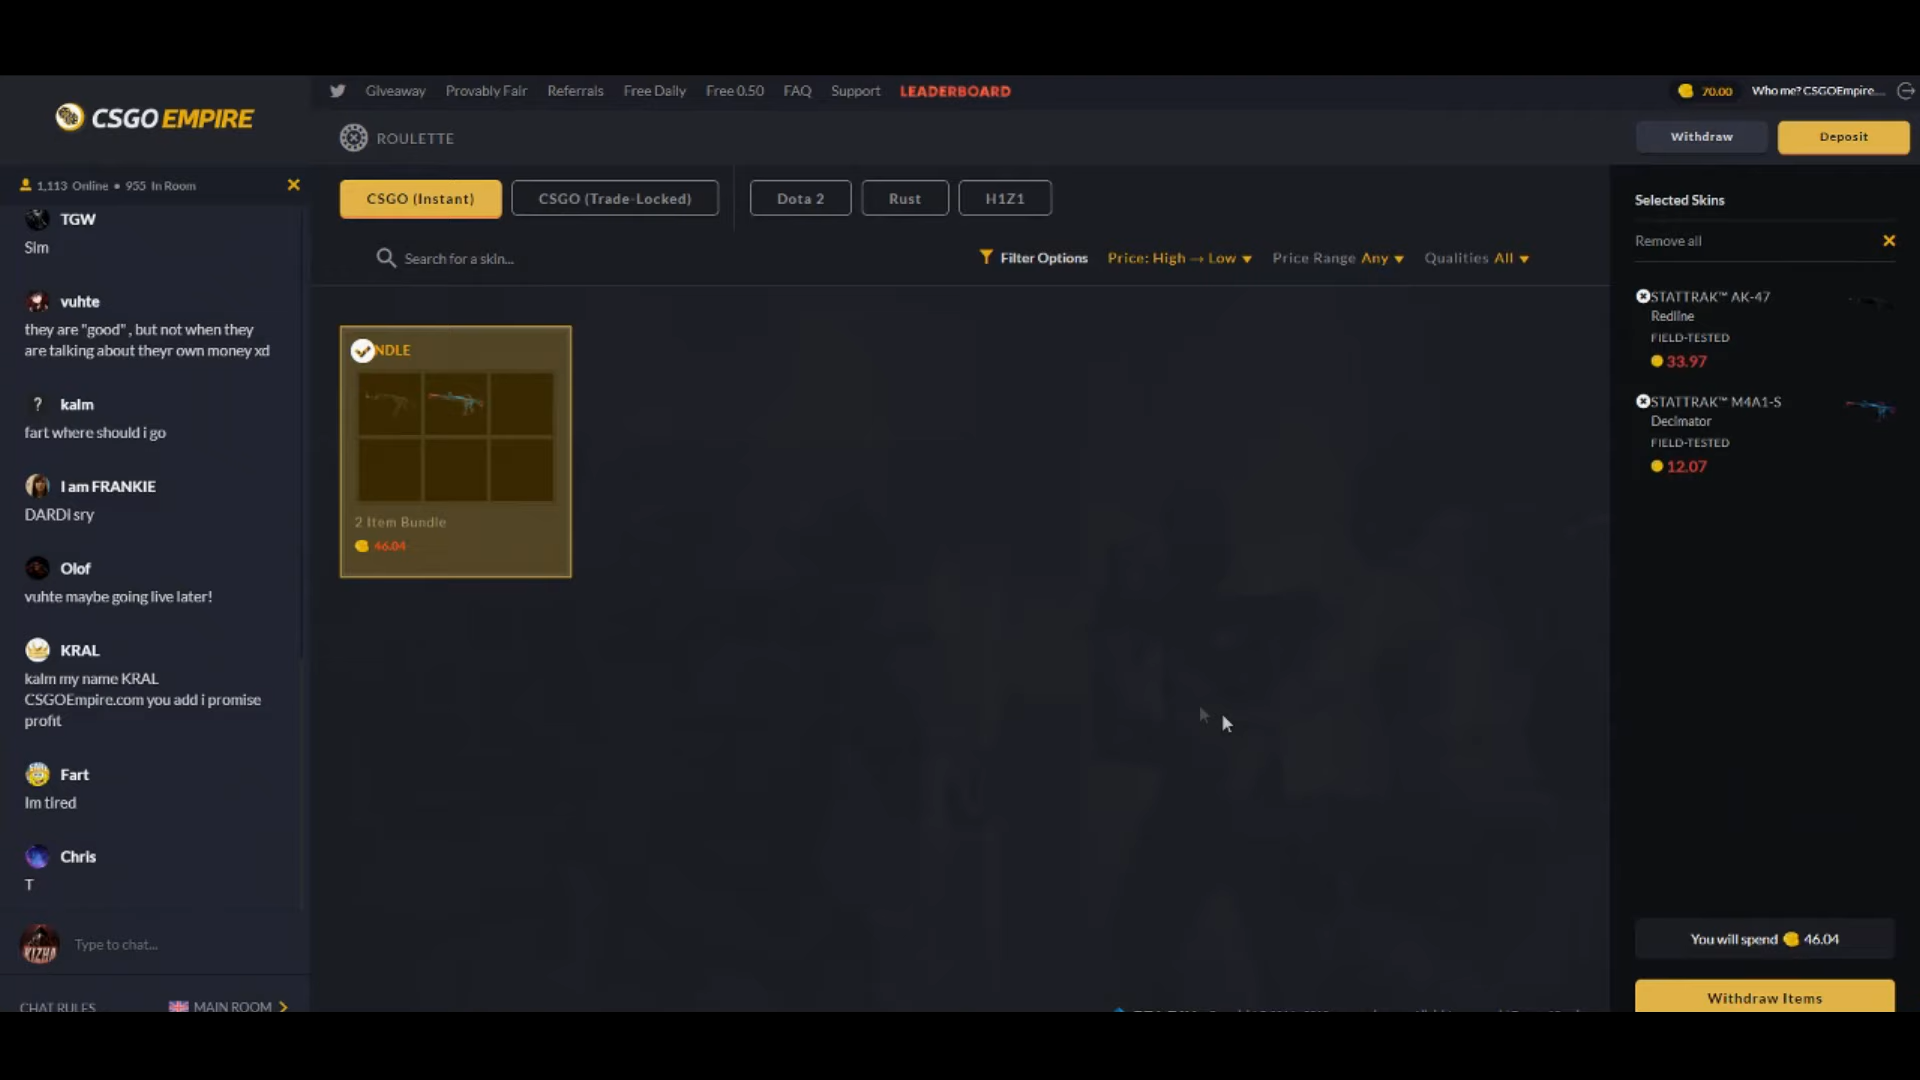 CSGOEMPIRE
Giveaway Provably Fair Referrals Free Daily Free 0.50 FAQ Support LEADERBOARD
70.00 Who me? CSGOEmpire....
ROULETTE
Withdraw Deposit
1,113 Online • 955 In Room
CSGO (Instant) CSGO (Trade-Locked) Dota 2 Rust H1Z1
Search for a skin...
Filter Options Price: High → Low Price Range Any Qualities All
TGW
Slm
vuhte
they are "good" , but not when they
are talking about theyr own money xd
? kalm
fart where should i go
I am FRANKIE
DARDI sry
Olof
vuhte maybe going live later!
KRAL
kalm my name KRAL
CSGOEmpire.com you add i promise
profit
Fart
Im tired
Chris
T
KIZHA
Type to chat...
CHAT RULES MAIN ROOM
NDLE
2 Item Bundle
46.04
Selected Skins
Remove all
STATTRAK™ AK-47
Redline
FIELD-TESTED
33.97
STATTRAK™ M4A1-S
Decimator
FIELD-TESTED
12.07
You will spend 46.04
Withdraw Items